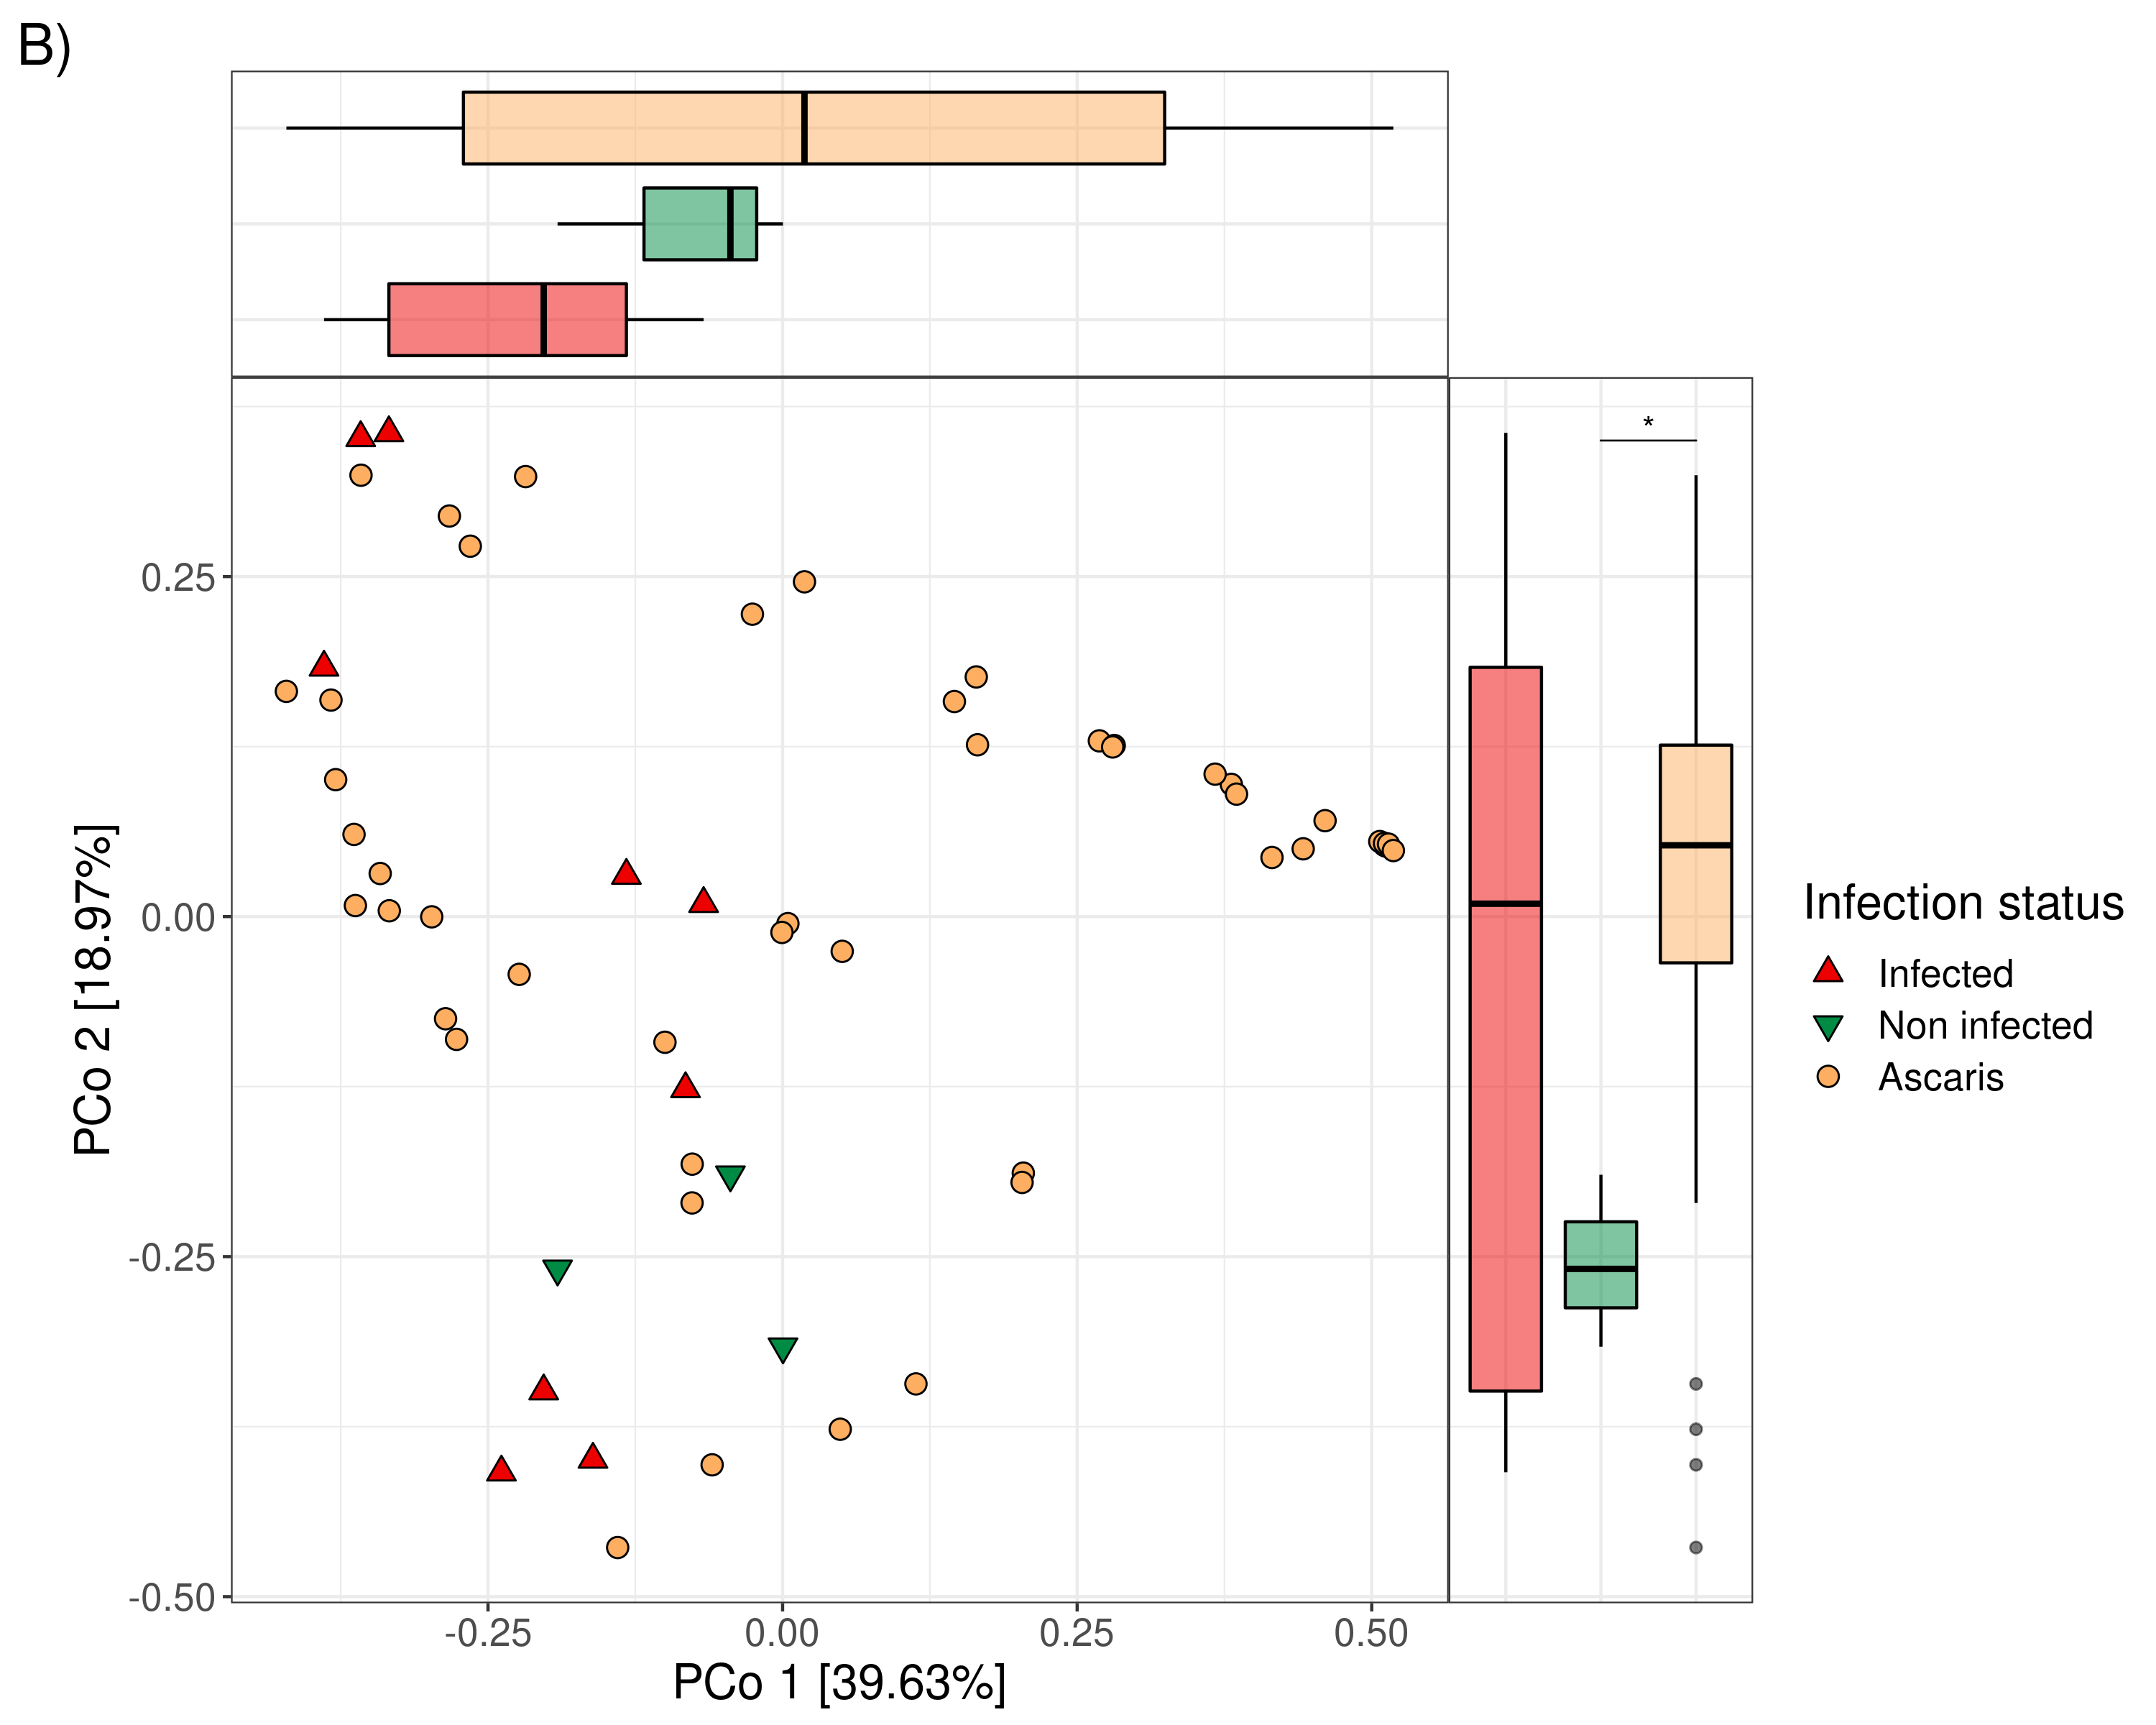 B)
*
0.25
0.00
-0.25
-0.50
PCo 2 [18.97%]
-0.25 0.00 0.25 0.50
PCo 1 [39.63%]
Infection status
Infected
Non infected
Ascaris